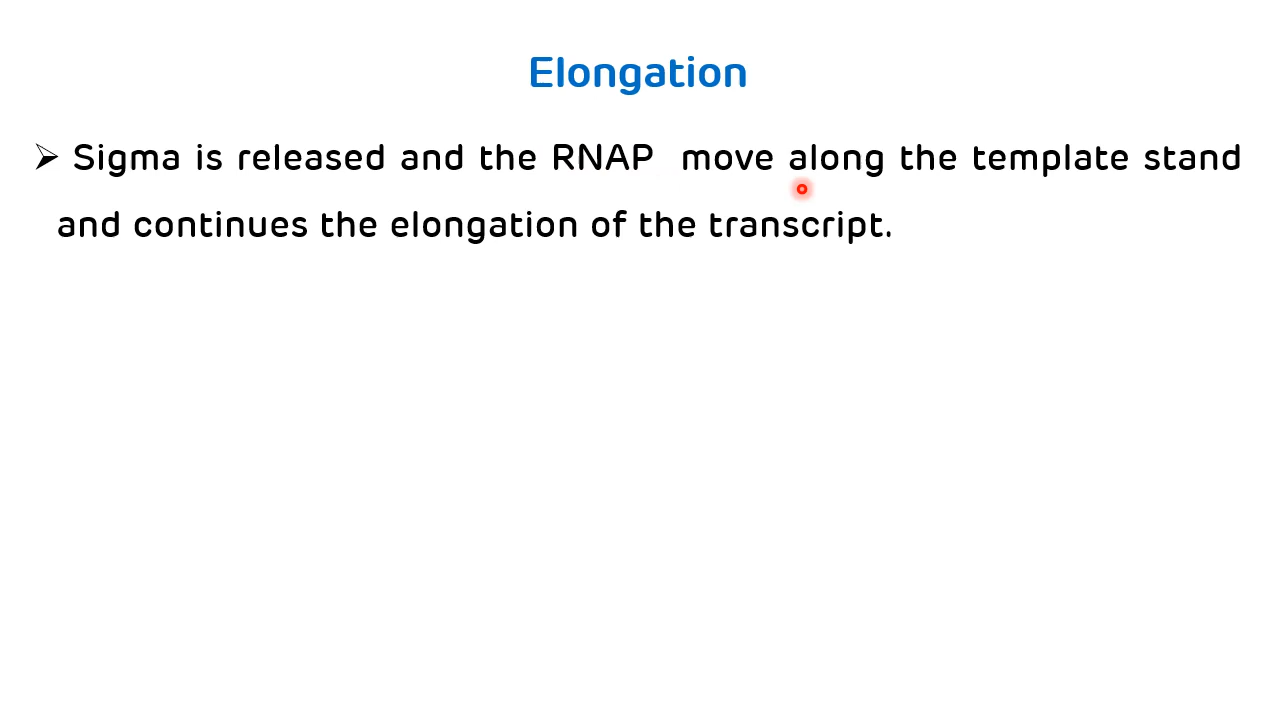 Elongation
➢ Sigma is released and the RNAP move along the template stand
and continues the elongation of the transcript.